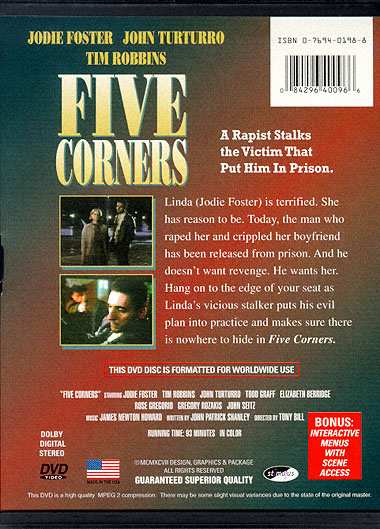 JODIE FOSTER   JOHN TURTURRO
TIM ROBBINS
ISBN 0-7694-0198-8
0 84296 40096 6
FIVE
CORNERS
A Rapist Stalks
the Victim That
Put Him In Prison.
Linda (Jodie Foster) is terrified. She
has reason to be. Today, the man who
raped her and crippled her boyfriend
has been released from prison. And he
doesn't want revenge. He wants her.
Hang on to the edge of your seat as
Linda's vicious stalker puts his evil
plan into practice and makes sure there
is nowhere to hide in Five Corners.
THIS DVD DISC IS FORMATTED FOR WORLDWIDE USE
"FIVE CORNERS" STARRING JODIE FOSTER TIM ROBBINS JOHN TURTURRO TODD GRAFF ELIZABETH BERRIDGE
ROSE GREGORIO GREGORY ROZAKIS JOHN SEITZ
MUSIC JAMES NEWTON HOWARD WRITTEN BY JOHN PATRICK SHANLEY DIRECTED BY TONY BILL
RUNNING TIME: 93 MINUTES IN COLOR
DOLBY
DIGITAL
STEREO
DVD
VIDEO
MADE IN THE USA
©MCMXCVII DESIGN, GRAPHICS & PACKAGE
ALL RIGHTS RESERVED
GUARANTEED SUPERIOR QUALITY
BONUS:
INTERACTIVE
MENUS
WITH
SCENE
ACCESS
This DVD is a high quality MPEG 2 compression. There may be some slight visual variances due to the state of the original master.